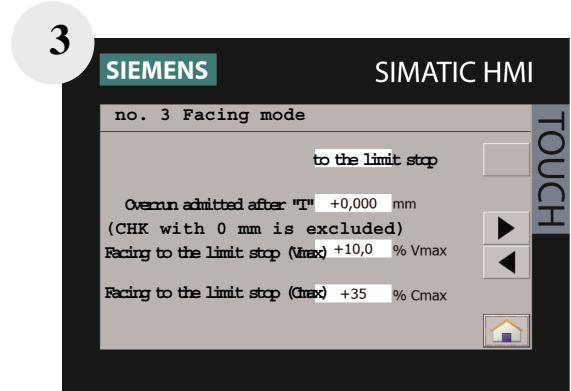 3
SIEMENS
SIMATIC HMI
TOUCH
no. 3 Facing mode
to the limit stop
Overrun admitted after "T" +0,000 mm
(CHK with 0 mm is excluded)
Facing to the limit stop (Vmax) +10,0 % Vmax
Facing to the limit stop (Cmax) +35 % Cmax